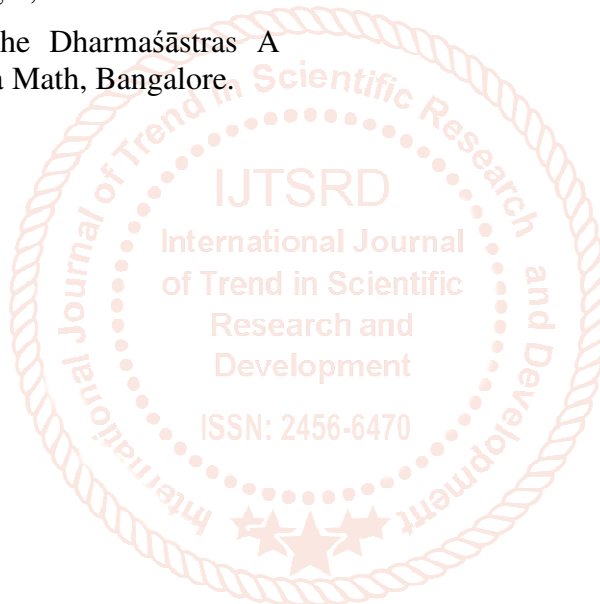 he Dharmaśāstras A
Math, Bangalore.
International Journal of Trend in Scientific Research and Development
IJTSRD
International Journal
of Trend in Scientific
Research and
Development
ISSN: 2456-6470